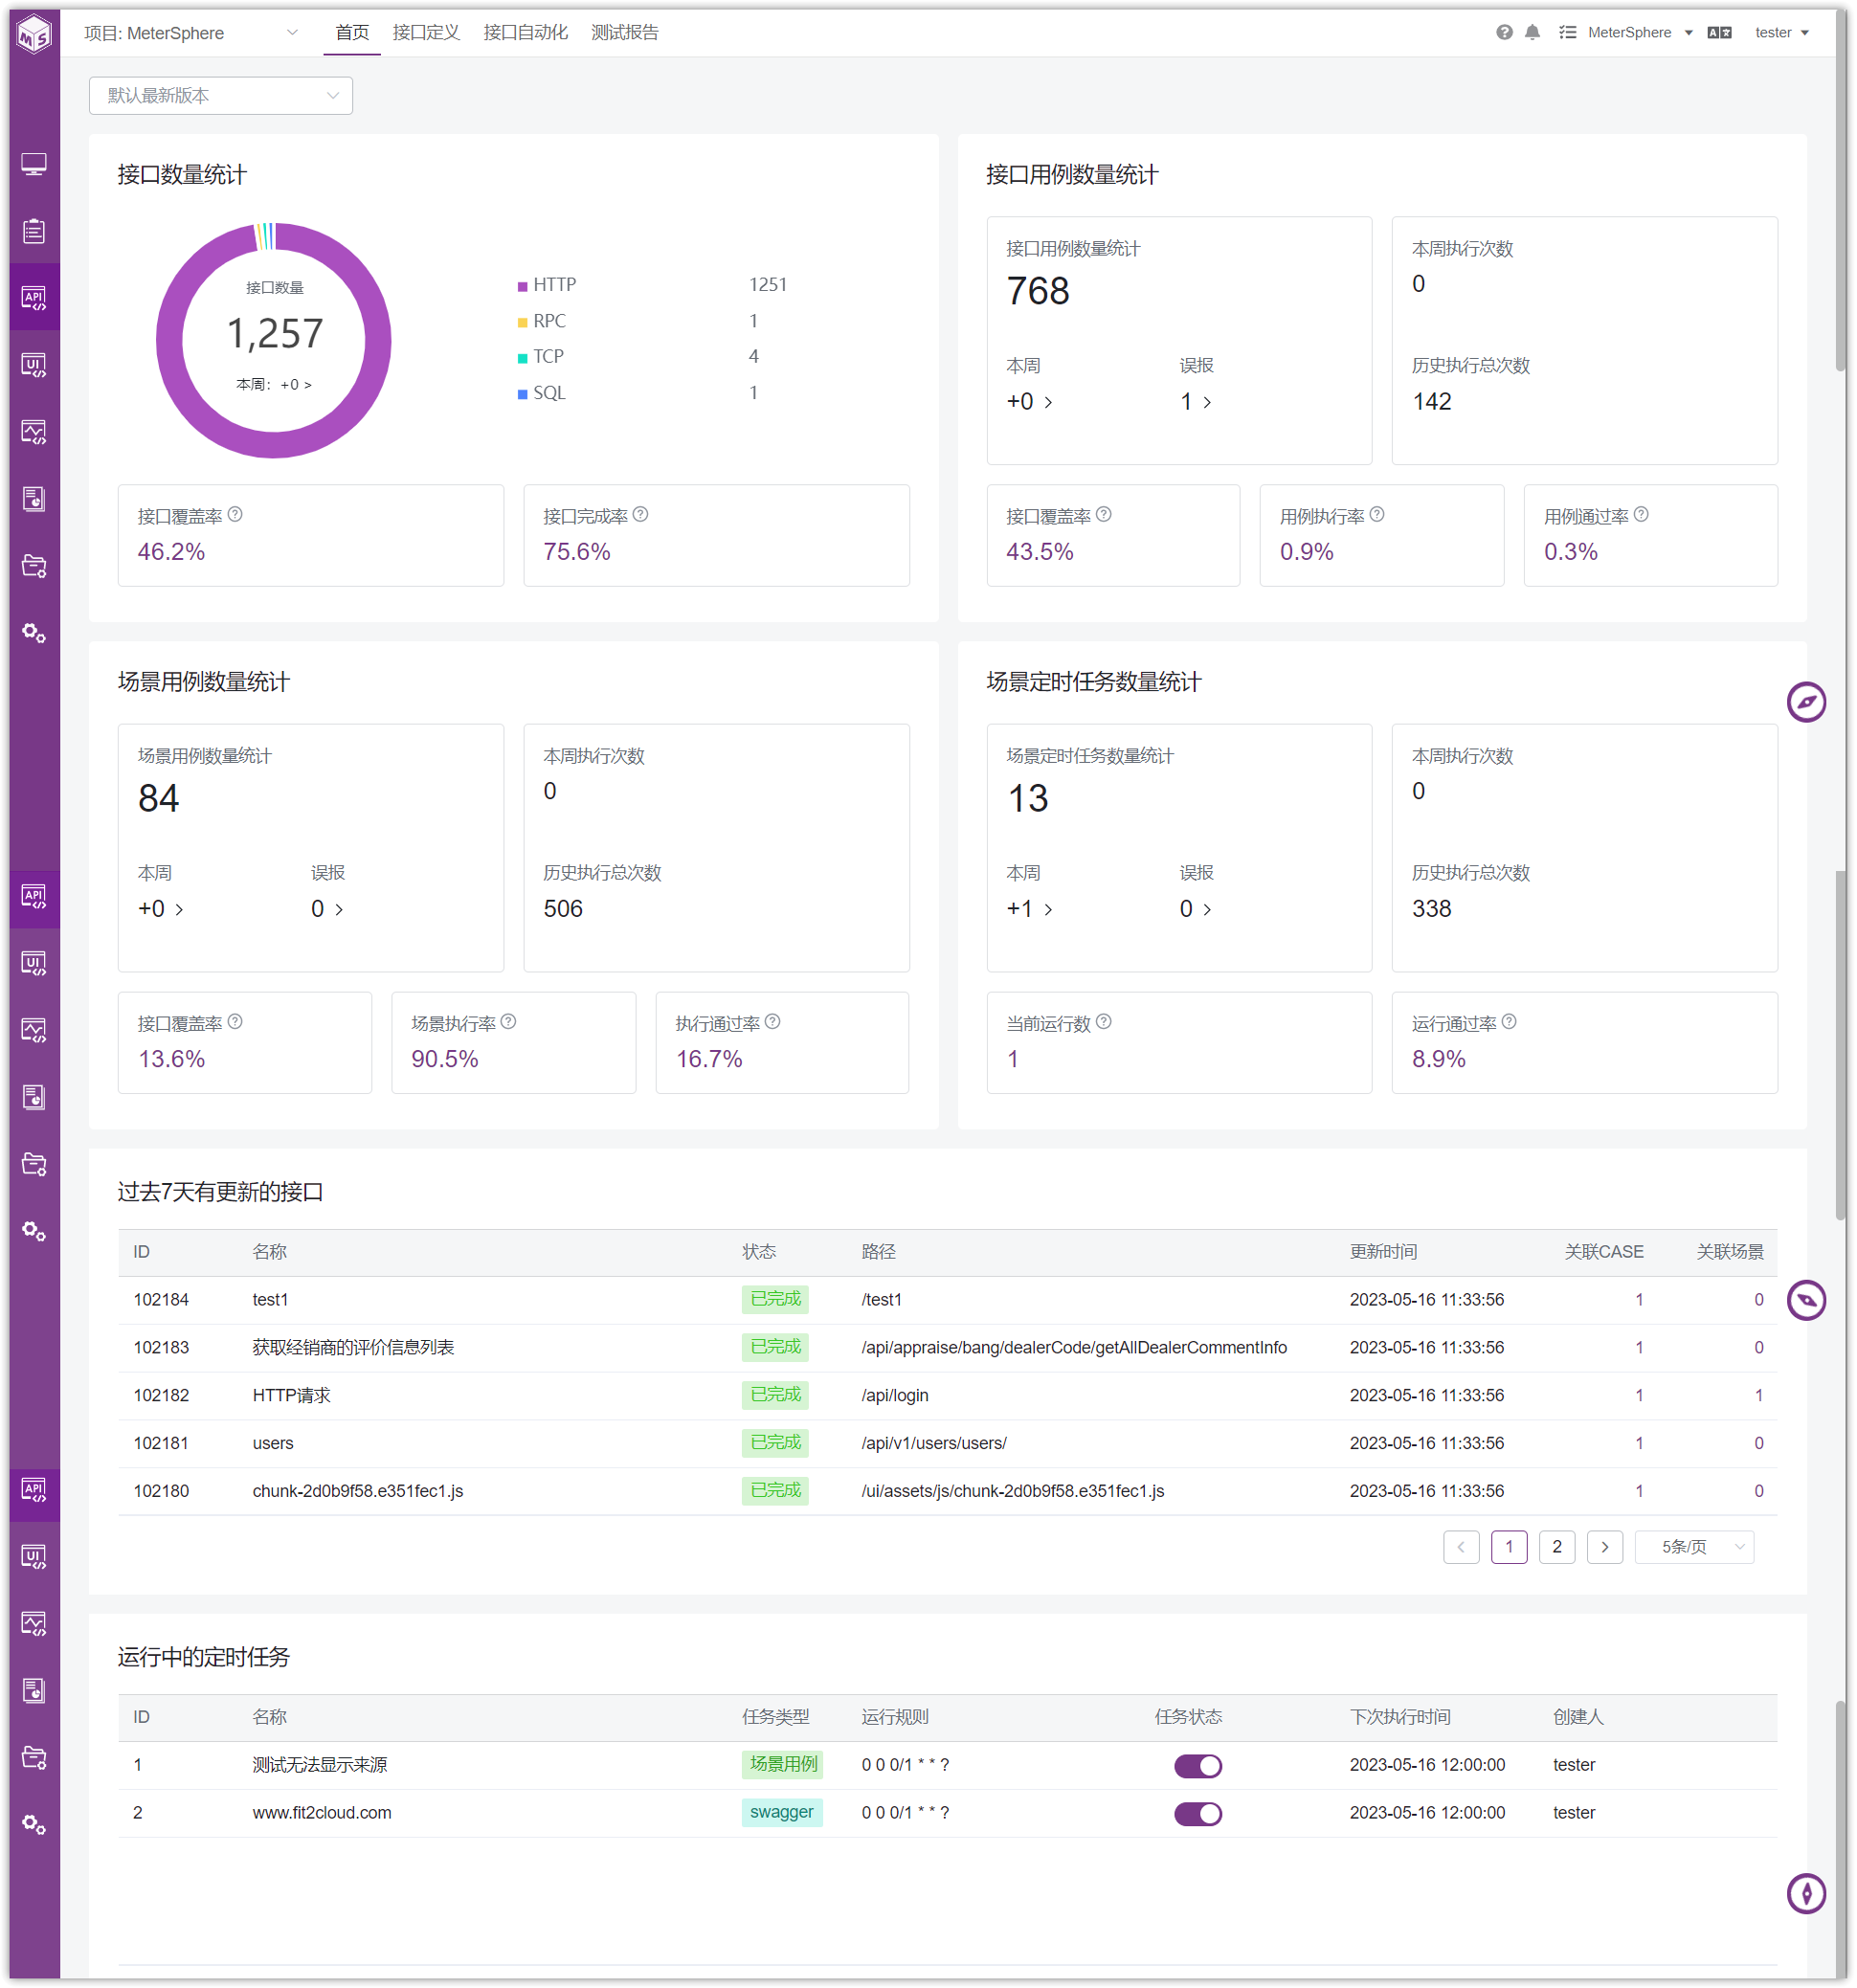 项目: MeterSphere
首页
接口定义
接口自动化
测试报告
MeterSphere
tester
默认最新版本
接口数量统计
接口数量
1,257
本周： +0 >
HTTP 1251
RPC 1
TCP 4
SQL 1
接口覆盖率
46.2%
接口完成率
75.6%
接口用例数量统计
接口用例数量统计
768
本周 误报
+0 > 1 >
本周执行次数
0
历史执行总次数
142
接口覆盖率
43.5%
用例执行率
0.9%
用例通过率
0.3%
场景用例数量统计
场景用例数量统计
84
本周 误报
+0 > 0 >
本周执行次数
0
历史执行总次数
506
接口覆盖率
13.6%
场景执行率
90.5%
执行通过率
16.7%
场景定时任务数量统计
场景定时任务数量统计
13
本周 误报
+1 > 0 >
本周执行次数
0
历史执行总次数
338
当前运行数
1
运行通过率
8.9%
过去7天有更新的接口
ID 名称 状态 路径 更新时间 关联CASE 关联场景
102184 test1 已完成 /test1 2023-05-16 11:33:56 1 0
102183 获取经销商的评价信息列表 已完成 /api/appraise/bang/dealerCode/getAllDealerCommentInfo 2023-05-16 11:33:56 1 0
102182 HTTP请求 已完成 /api/login 2023-05-16 11:33:56 1 1
102181 users 已完成 /api/v1/users/users/ 2023-05-16 11:33:56 1 0
102180 chunk-2d0b9f58.e351fec1.js 已完成 /ui/assets/js/chunk-2d0b9f58.e351fec1.js 2023-05-16 11:33:56 1 0
< 1 2 > 5条/页
运行中的定时任务
ID 名称 任务类型 运行规则 任务状态 下次执行时间 创建人
1 测试无法显示来源 场景用例 0 0 0/1 * * ? 2023-05-16 12:00:00 tester
2 www.fit2cloud.com swagger 0 0 0/1 * * ? 2023-05-16 12:00:00 tester
MS
API
UI
API
UI
API
UI